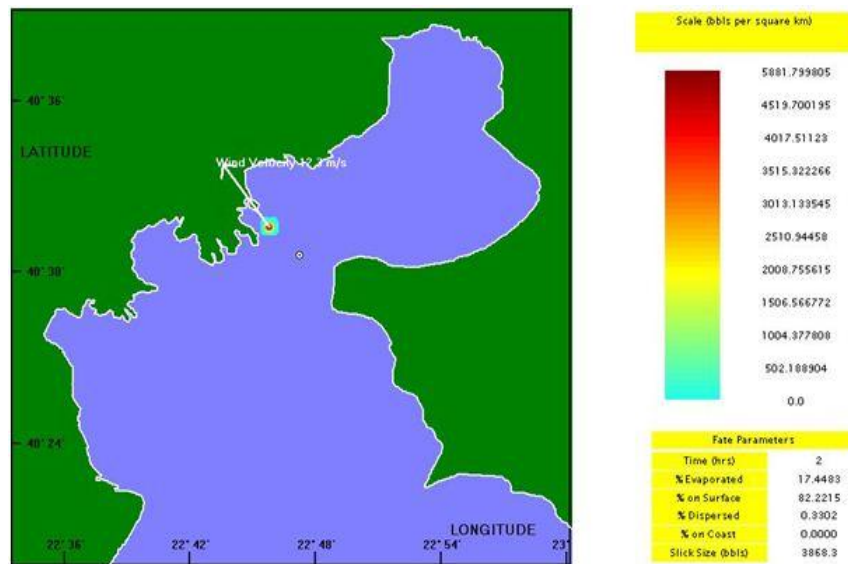 40° 36'
LATITUDE
Wind Velocity 12.3 m/s
40° 24'
LONGITUDE
22° 36' 22° 42' 22° 48' 22° 54' 23°
Scale (bbls per square km)
5881.799805
4519.700195
4017.51123
3515.322266
3013.133545
2510.94458
2008.755615
1506.566772
1004.377808
502.188904
0.0
Fate Parameters
Time (hrs) 2
% Evaporated 17.4483
% on Surface 82.2215
% Dispersed 0.3302
% on Coast 0.0000
Slick Size (bbls) 3868.3